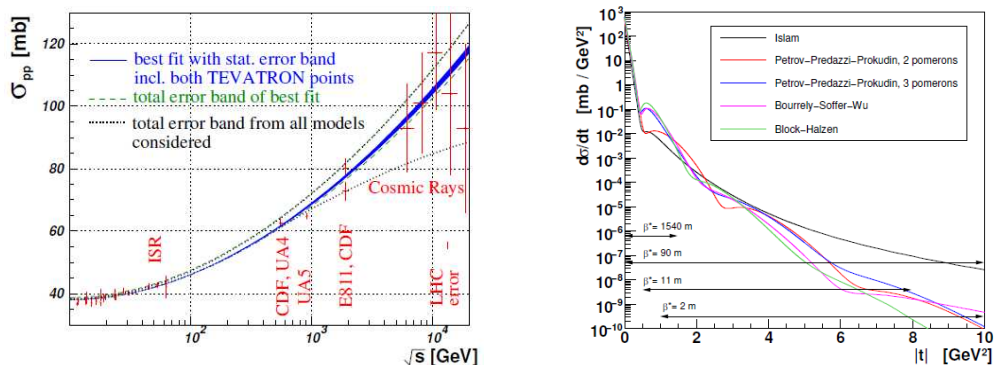 σpp [mb]
120
100
80
60
40
best fit with stat. error band
incl. both TEVATRON points
total error band of best fit
total error band from all models
considered
Cosmic Rays
ISR
CDF, UA4
UA5
E811, CDF
LHC
error
10²
10³
10⁴
√s [GeV]
dσ/dt [mb / GeV²]
10³
10²
10
1
10⁻¹
10⁻²
10⁻³
10⁻⁴
10⁻⁵
10⁻⁶
10⁻⁷
10⁻⁸
10⁻⁹
10⁻¹⁰
Islam
Petrov−Predazzi−Prokudin, 2 pomerons
Petrov−Predazzi−Prokudin, 3 pomerons
Bourrely−Soffer−Wu
Block−Halzen
β* = 1540 m
β* = 90 m
β* = 11 m
β* = 2 m
0 2 4 6 8 10
|t| [GeV²]